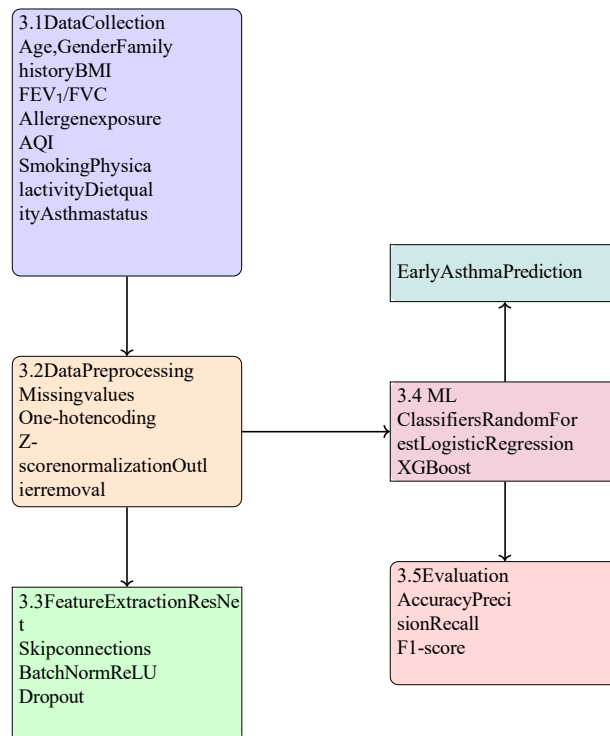 3.1DataCollection
Age,GenderFamily
historyBMI
FEV₁/FVC
Allergenexposure
AQI
SmokingPhysica
lactivityDietqual
ityAsthmastatus
EarlyAsthmaPrediction
3.2DataPreprocessing
Missingvalues
One-hotencoding
Z-
scorenormalizationOutl
ierremoval
3.4 ML
ClassifiersRandomFor
estLogisticRegression
XGBoost
3.3FeatureExtractionResNe
t
Skipconnections
BatchNormReLU
Dropout
3.5Evaluation
AccuracyPreci
sionRecall
F1-score